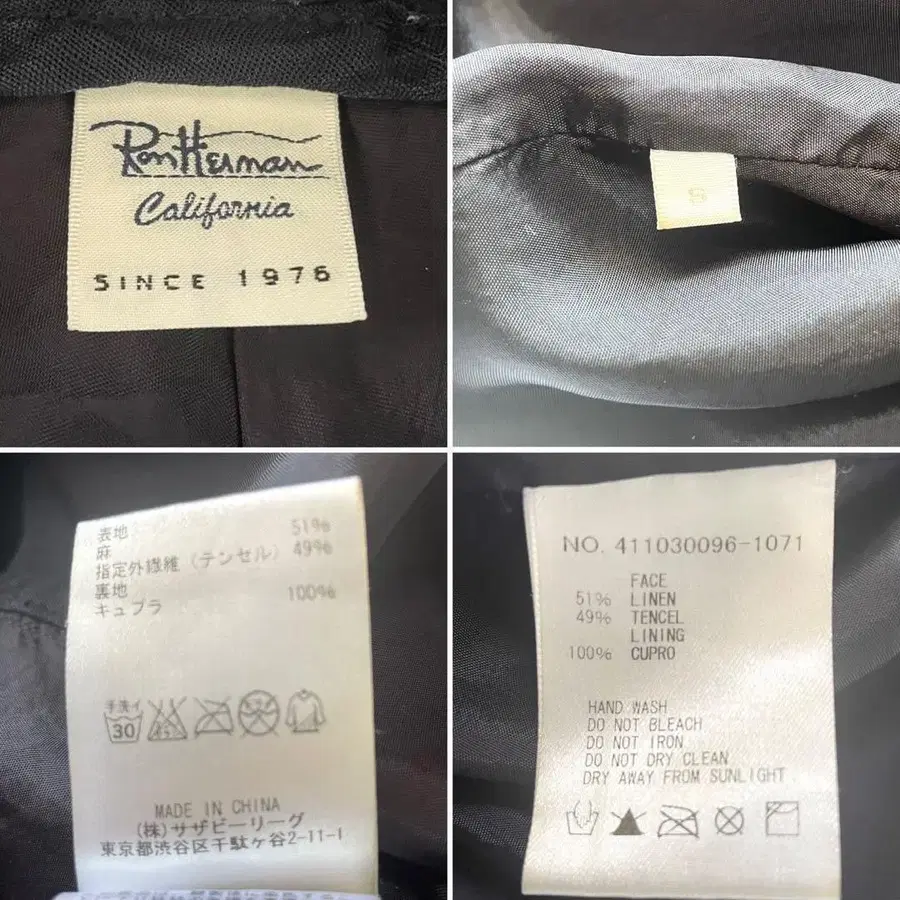 Ron Herman
California
SINCE 1976
S
表地
麻 51%
指定外繊維 (テンセル) 49%
裏地
キュプラ 100%
手洗イ
30
MADE IN CHINA
(株)サザビーリーグ
東京都渋谷区千駄ヶ谷2-11-1
NO. 411030096-1071
FACE
51% LINEN
49% TENCEL
LINING
100% CUPRO
HAND WASH
DO NOT BLEACH
DO NOT IRON
DO NOT DRY CLEAN
DRY AWAY FROM SUNLIGHT